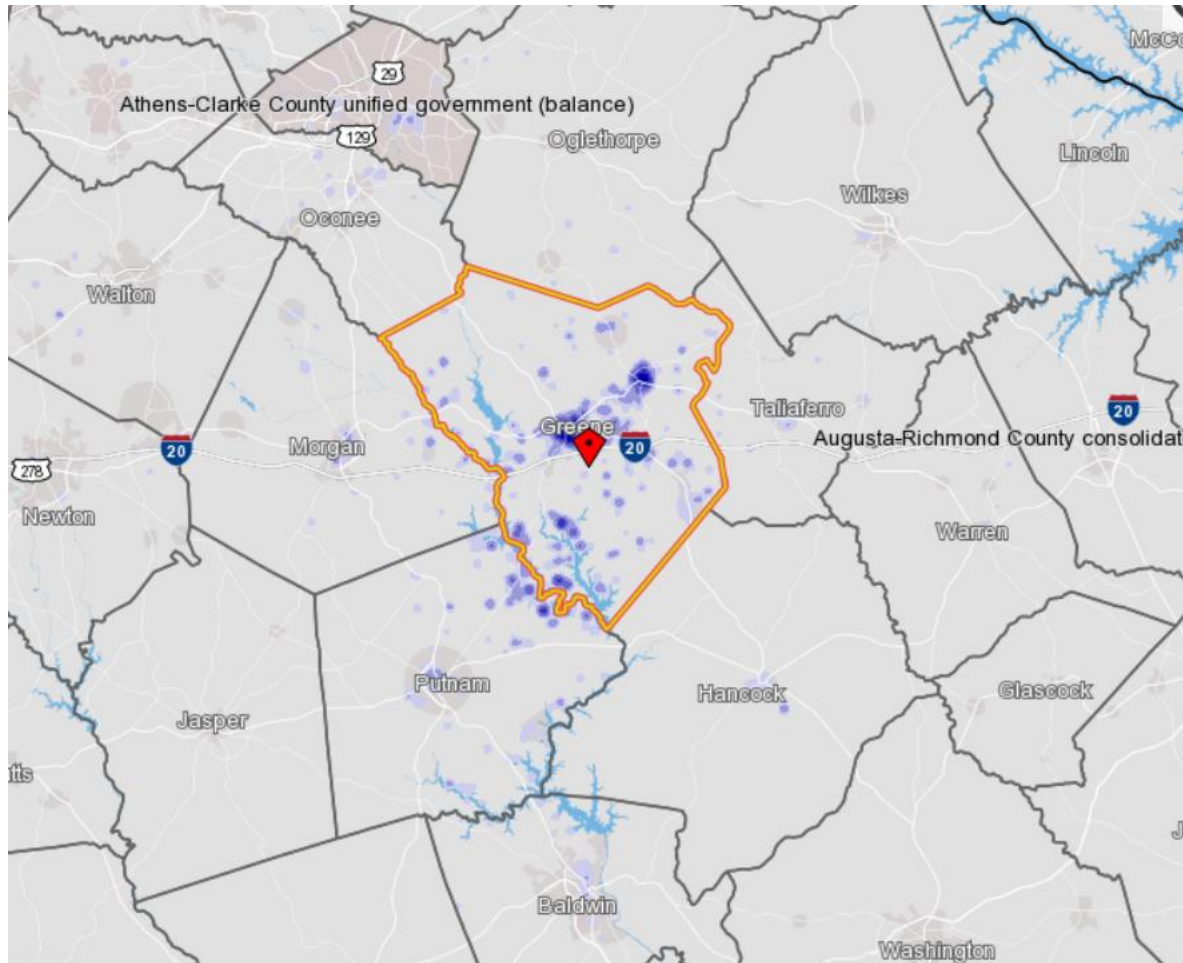 29
Athens-Clarke County unified government (balance)
129
Oglethorpe
Lincoln
Wilkes
Oconee
Walton
Greene
Taliaferro
20
20
20
Augusta-Richmond County consolidat
Morgan
278
Newton
Warren
Putnam
Hancock
Glascock
Jasper
Baldwin
Washington